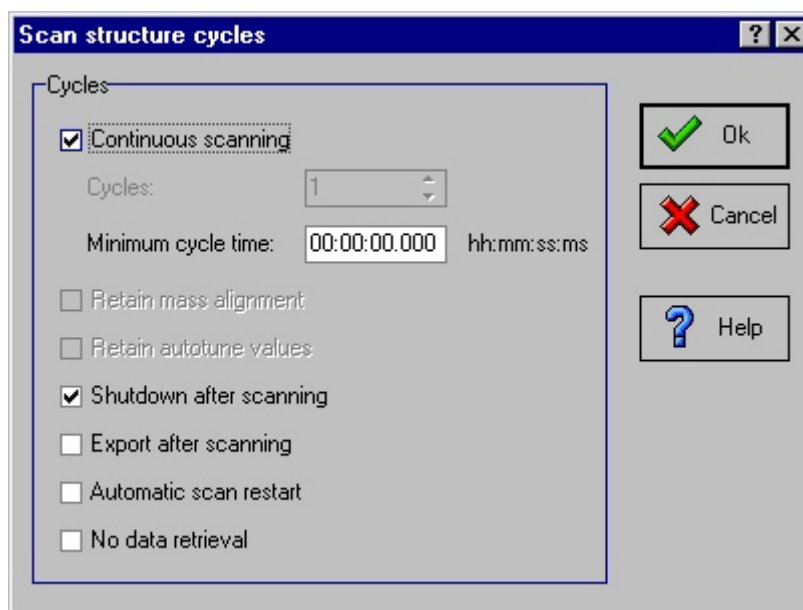 Scan structure cycles
Cycles
Continuous scanning
Cycles: 1
Minimum cycle time: 00:00:00.000 hh:mm:ss:ms
Retain mass alignment
Retain autotune values
Shutdown after scanning
Export after scanning
Automatic scan restart
No data retrieval
Ok
Cancel
Help